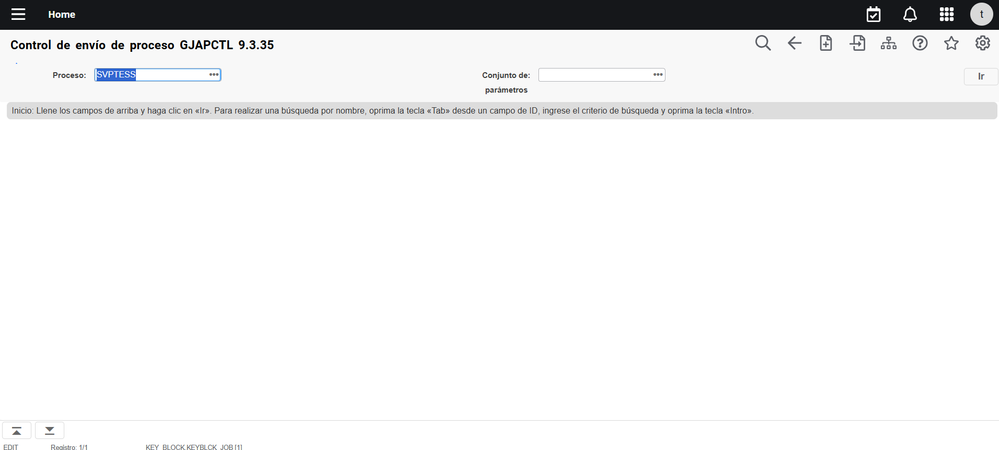 Home
t
Control de envío de proceso GJAPCTL 9.3.35
Proceso: SVPTESS
Conjunto de: parámetros
Ir
Inicio: Llene los campos de arriba y haga clic en «Ir». Para realizar una búsqueda por nombre, oprima la tecla «Tab» desde un campo de ID, ingrese el criterio de búsqueda y oprima la tecla «Intro».
EDIT Registro: 1/1 KEY_BLOCK.KEYBLCK_JOB [1]